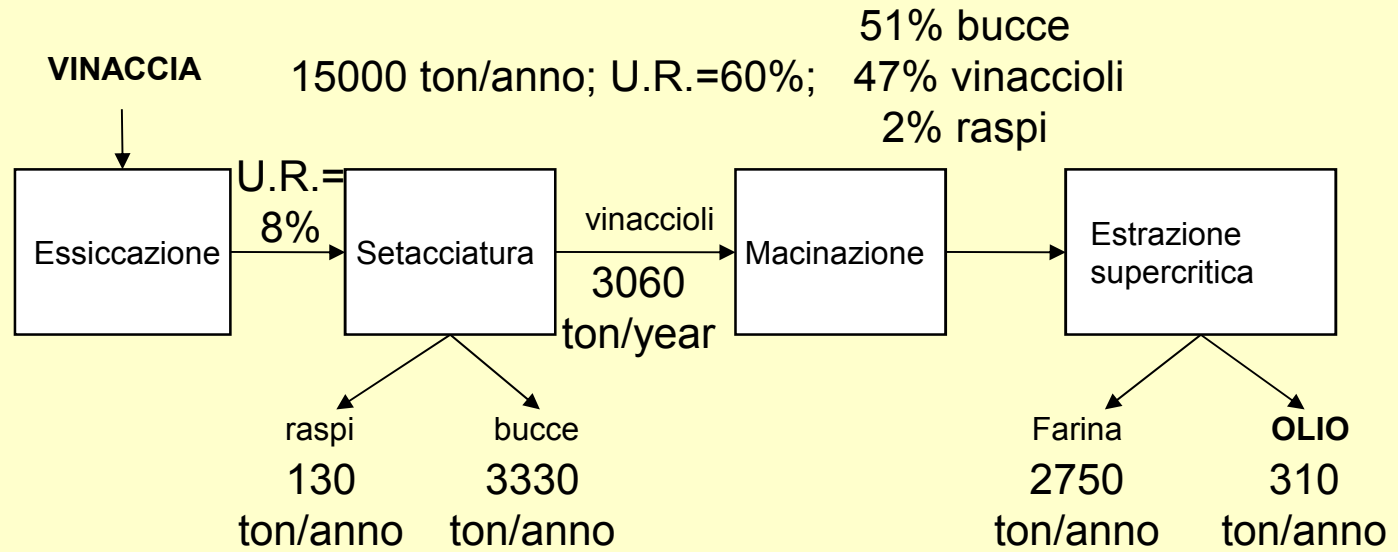 VINACCIA
15000 ton/anno; U.R.=60%;
51% bucce
47% vinaccioli
2% raspi
Essiccazione
U.R.=
8%
Setacciatura
vinaccioli
3060
ton/year
Macinazione
Estrazione
supercritica
raspi
130
ton/anno
bucce
3330
ton/anno
Farina
2750
ton/anno
OLIO
310
ton/anno